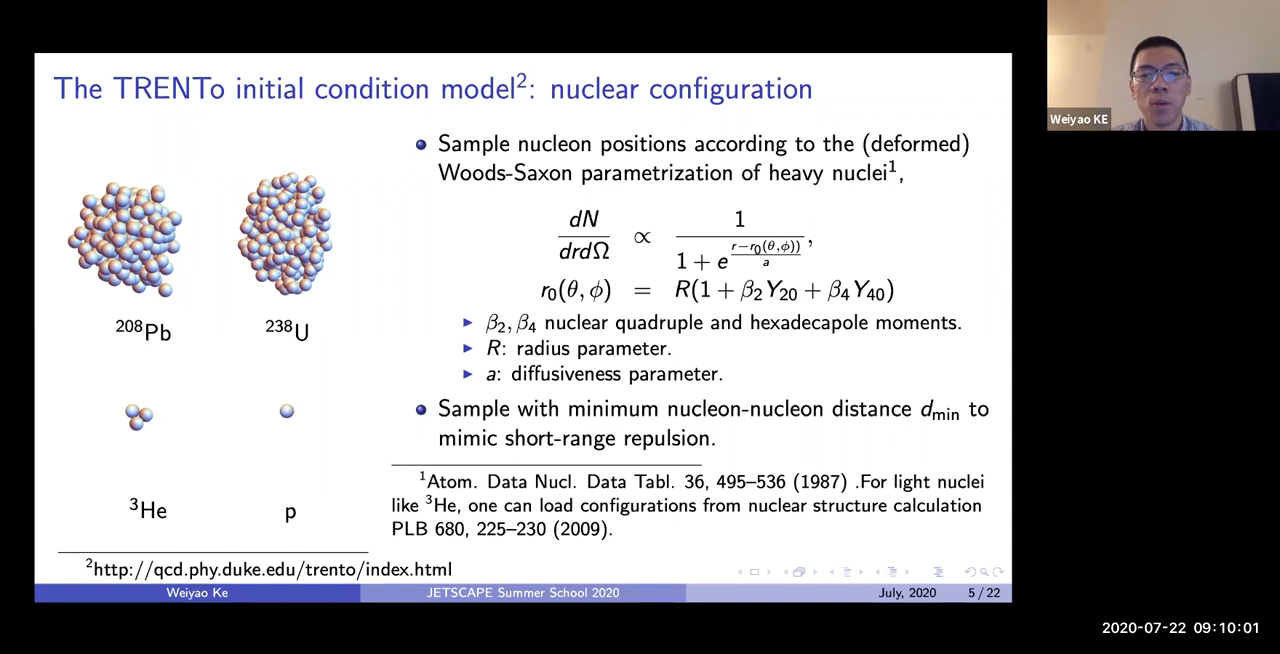 The TRENTo initial condition model²: nuclear configuration
Weiyao KE
²⁰⁸Pb
²³⁸U
³He
p
Sample nucleon positions according to the (deformed)
Woods-Saxon parametrization of heavy nuclei¹,
dN/drdΩ ∝ 1/(1 + e^((r−r₀(θ,ϕ))/a)),
r₀(θ, ϕ) = R(1 + β₂Y₂₀ + β₄Y₄₀)
β₂, β₄ nuclear quadruple and hexadecapole moments.
R: radius parameter.
a: diffusiveness parameter.
Sample with minimum nucleon-nucleon distance d_min to
mimic short-range repulsion.
¹Atom. Data Nucl. Data Tabl. 36, 495–536 (1987) .For light nuclei
like ³He, one can load configurations from nuclear structure calculation
PLB 680, 225–230 (2009).
²http://qcd.phy.duke.edu/trento/index.html
Weiyao Ke
JETSCAPE Summer School 2020
July, 2020
5 / 22
2020-07-22 09:10:01